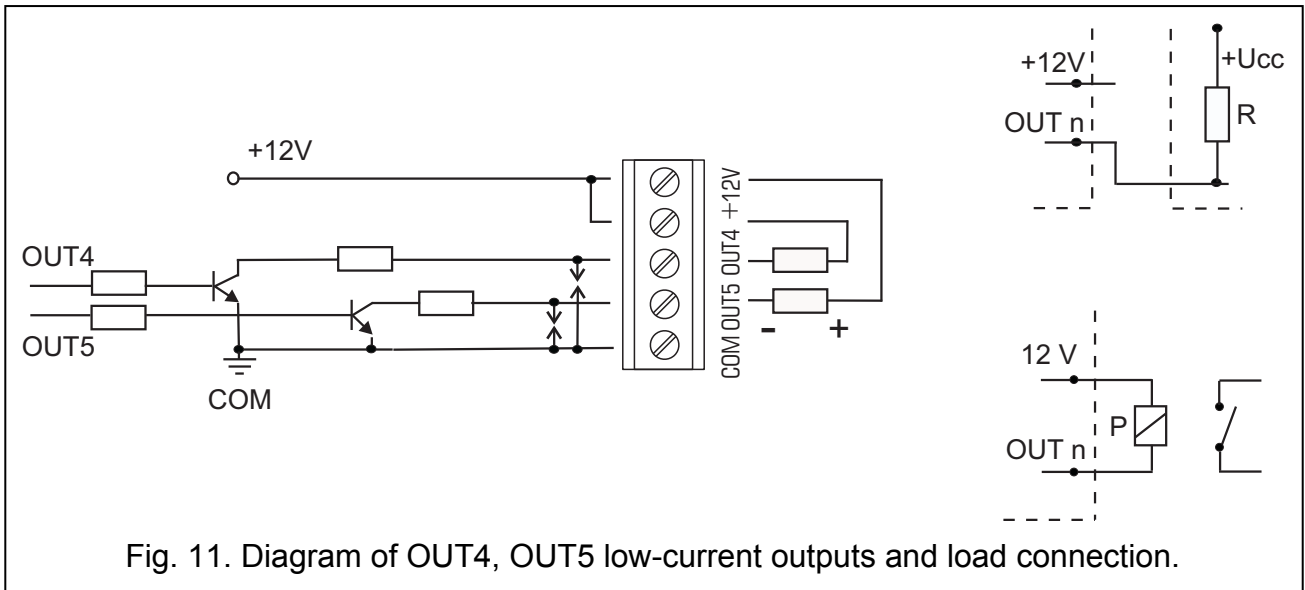 +12V
OUT4
OUT5
COM
COM OUT5 OUT4 +12V
- +
+12V
OUT n
+Ucc
R
12 V
P
OUT n
Fig. 11. Diagram of OUT4, OUT5 low-current outputs and load connection.